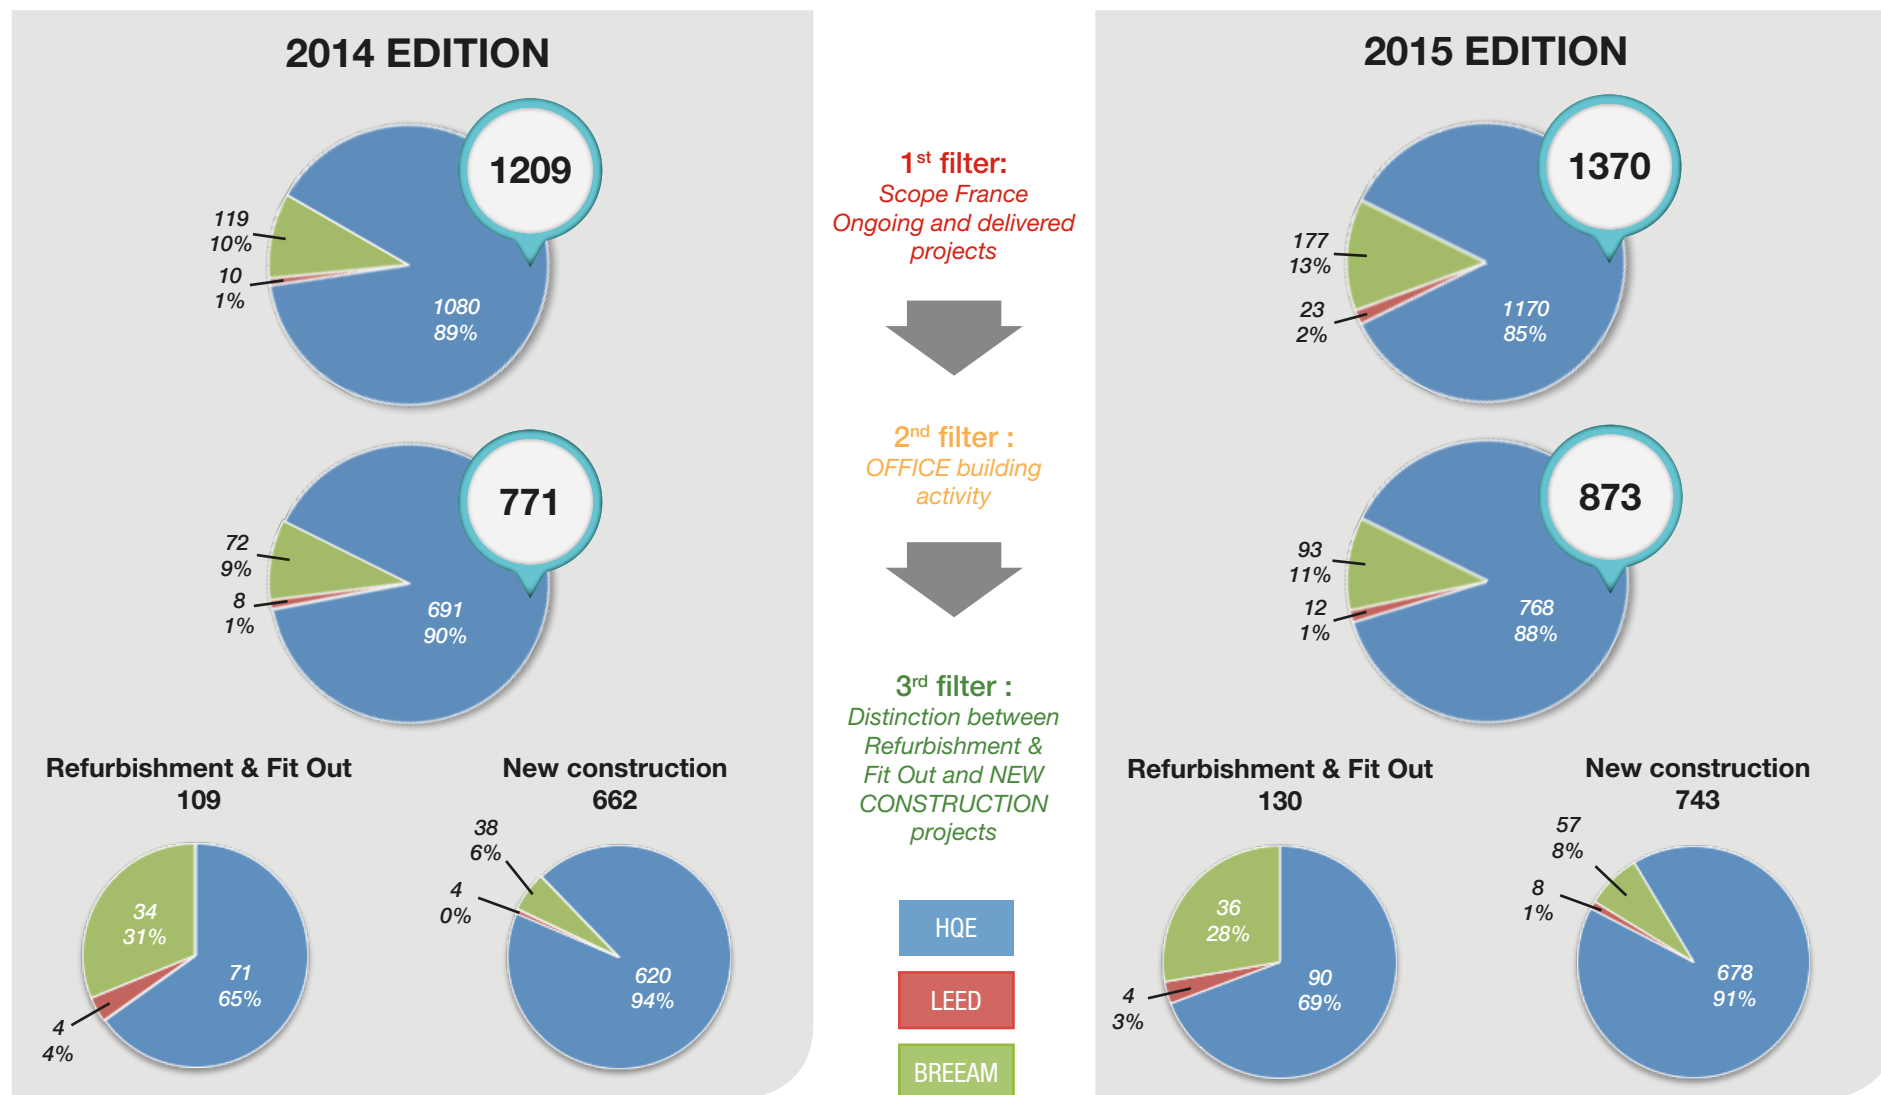 2014 EDITION
1209
119
10%
10
1%
1080
89%
771
72
9%
8
1%
691
90%
Refurbishment & Fit Out
109
34
31%
71
65%
4
4%
New construction
662
38
6%
4
0%
620
94%
1st filter:
Scope France
Ongoing and delivered
projects
2nd filter :
OFFICE building
activity
3rd filter :
Distinction between
Refurbishment &
Fit Out and NEW
CONSTRUCTION
projects
HQE
LEED
BREEAM
2015 EDITION
1370
177
13%
23
2%
1170
85%
873
93
11%
12
1%
768
88%
Refurbishment & Fit Out
130
36
28%
90
69%
4
3%
New construction
743
57
8%
8
1%
678
91%